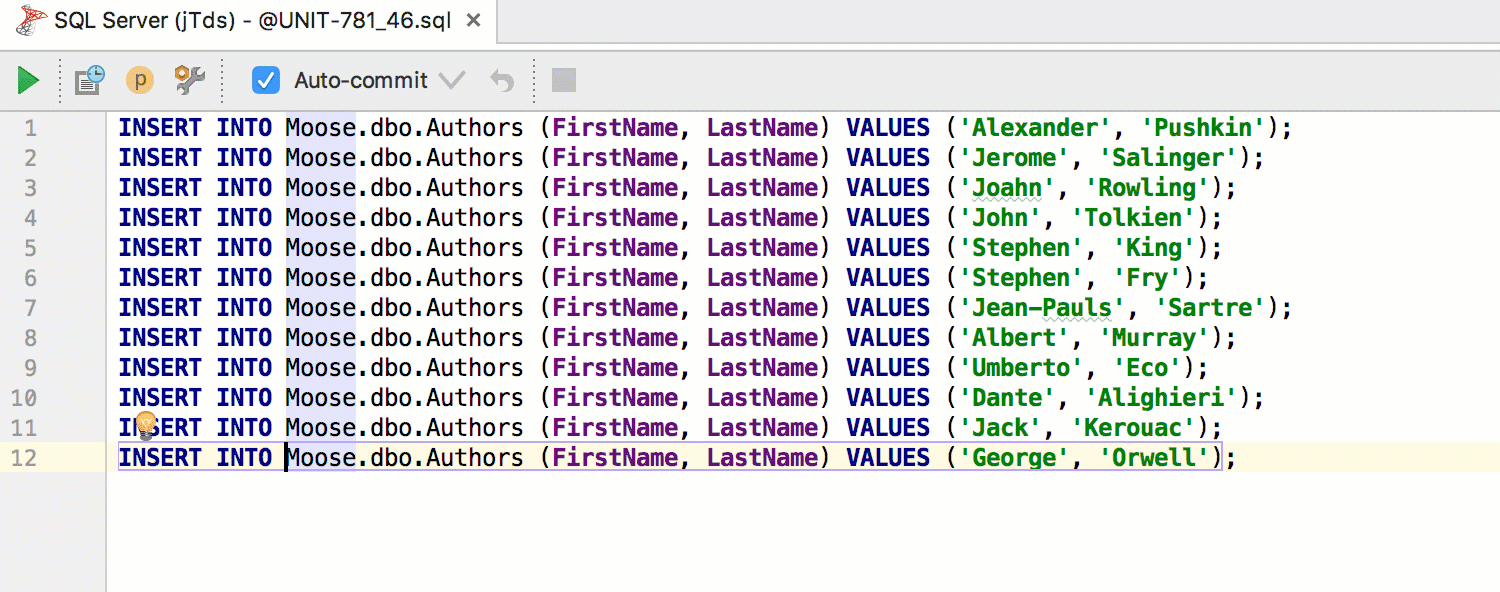 SQL Server (jTds) - @UNIT-781_46.sql
p Auto-commit
1 INSERT INTO Moose.dbo.Authors (FirstName, LastName) VALUES ('Alexander', 'Pushkin');
2 INSERT INTO Moose.dbo.Authors (FirstName, LastName) VALUES ('Jerome', 'Salinger');
3 INSERT INTO Moose.dbo.Authors (FirstName, LastName) VALUES ('Joahn', 'Rowling');
4 INSERT INTO Moose.dbo.Authors (FirstName, LastName) VALUES ('John', 'Tolkien');
5 INSERT INTO Moose.dbo.Authors (FirstName, LastName) VALUES ('Stephen', 'King');
6 INSERT INTO Moose.dbo.Authors (FirstName, LastName) VALUES ('Stephen', 'Fry');
7 INSERT INTO Moose.dbo.Authors (FirstName, LastName) VALUES ('Jean-Pauls', 'Sartre');
8 INSERT INTO Moose.dbo.Authors (FirstName, LastName) VALUES ('Albert', 'Murray');
9 INSERT INTO Moose.dbo.Authors (FirstName, LastName) VALUES ('Umberto', 'Eco');
10 INSERT INTO Moose.dbo.Authors (FirstName, LastName) VALUES ('Dante', 'Alighieri');
11 INSERT INTO Moose.dbo.Authors (FirstName, LastName) VALUES ('Jack', 'Kerouac');
12 INSERT INTO Moose.dbo.Authors (FirstName, LastName) VALUES ('George', 'Orwell');